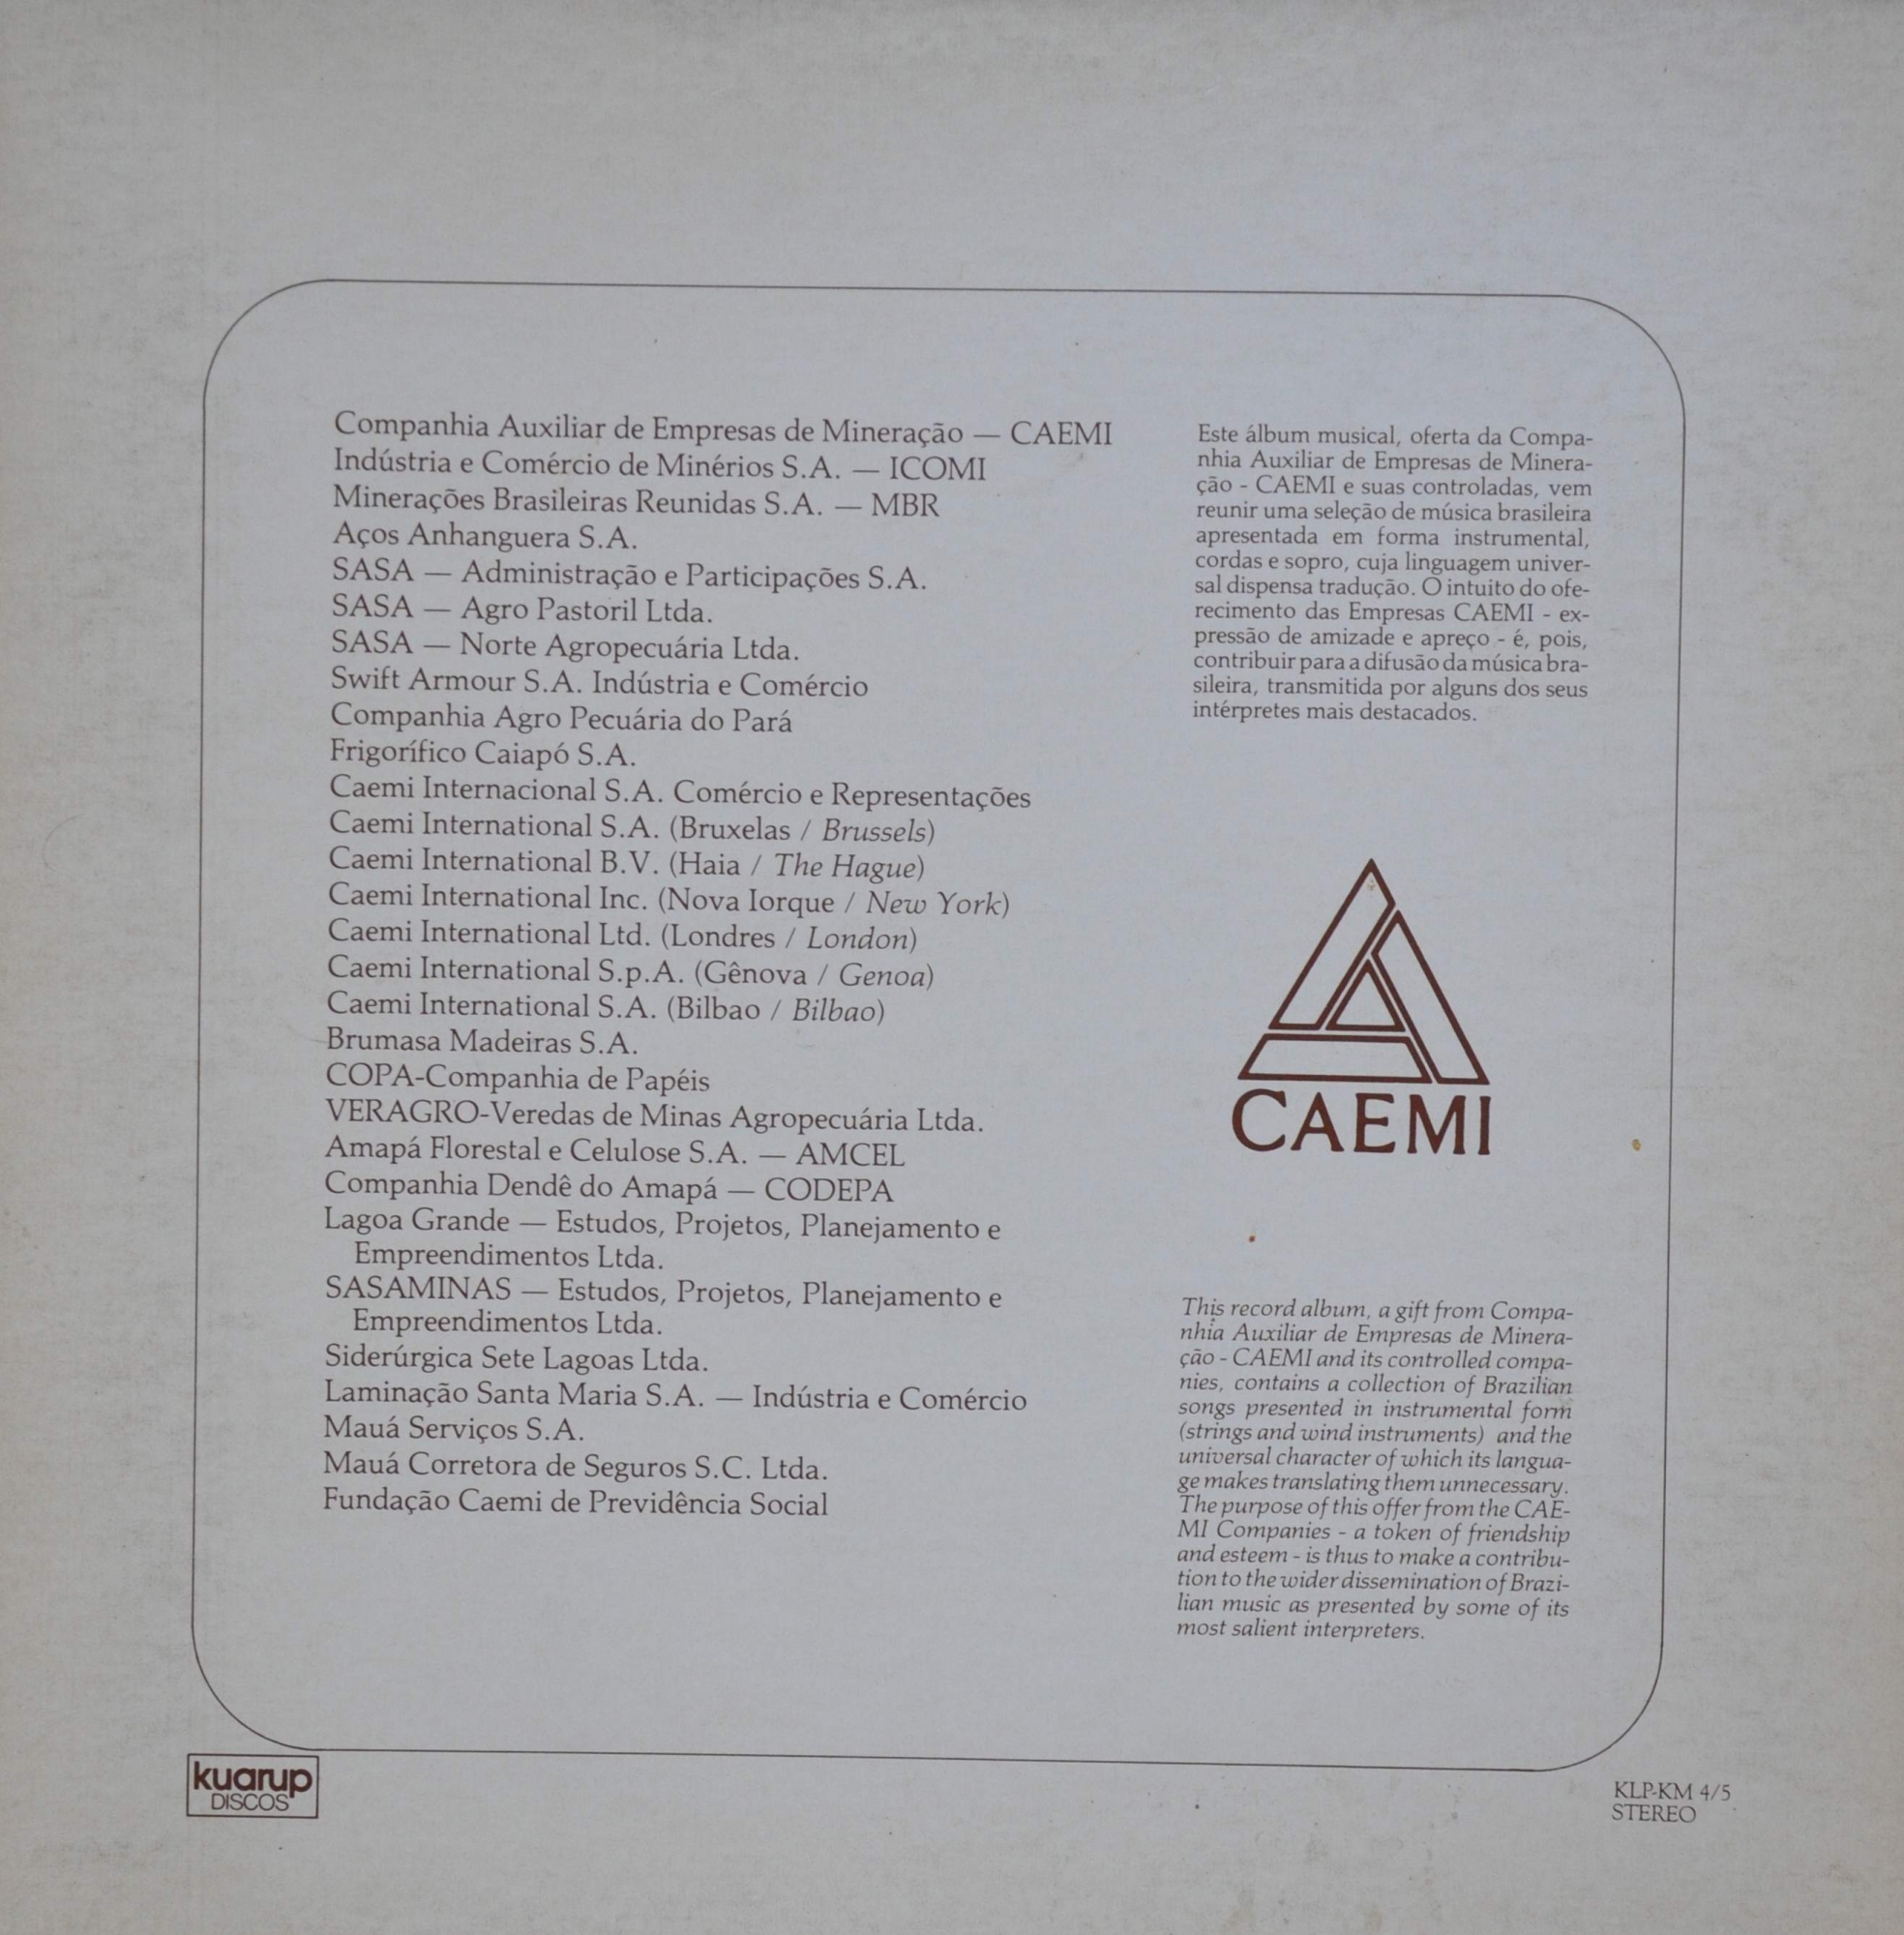 Companhia Auxiliar de Empresas de Mineração — CAEMI
Indústria e Comércio de Minérios S.A. — ICOMI
Minerações Brasileiras Reunidas S.A. — MBR
Aços Anhanguera S.A.
SASA — Administração e Participações S.A.
SASA — Agro Pastoril Ltda.
SASA — Norte Agropecuária Ltda.
Swift Armour S.A. Indústria e Comércio
Companhia Agro Pecuária do Pará
Frigorífico Caiapó S.A.
Caemi Internacional S.A. Comércio e Representações
Caemi International S.A. (Bruxelas / Brussels)
Caemi International B.V. (Haia / The Hague)
Caemi International Inc. (Nova Iorque / New York)
Caemi International Ltd. (Londres / London)
Caemi International S.p.A. (Gênova / Genoa)
Caemi International S.A. (Bilbao / Bilbao)
Brumasa Madeiras S.A.
COPA-Companhia de Papéis
VERAGRO-Veredas de Minas Agropecuária Ltda.
Amapá Florestal e Celulose S.A. — AMCEL
Companhia Dendê do Amapá — CODEPA
Lagoa Grande — Estudos, Projetos, Planejamento e
Empreendimentos Ltda.
SASAMINAS — Estudos, Projetos, Planejamento e
Empreendimentos Ltda.
Siderúrgica Sete Lagoas Ltda.
Laminação Santa Maria S.A. — Indústria e Comércio
Mauá Serviços S.A.
Mauá Corretora de Seguros S.C. Ltda.
Fundação Caemi de Previdência Social
Este álbum musical, oferta da Compa-
nhia Auxiliar de Empresas de Minera-
ção - CAEMI e suas controladas, vem
reunir uma seleção de música brasileira
apresentada em forma instrumental,
cordas e sopro, cuja linguagem univer-
sal dispensa tradução. O intuito do ofe-
recimento das Empresas CAEMI - ex-
pressão de amizade e apreço - é, pois,
contribuir para a difusão da música bra-
sileira, transmitida por alguns dos seus
intérpretes mais destacados.
CAEMI
This record album, a gift from Compa-
nhia Auxiliar de Empresas de Minera-
ção - CAEMI and its controlled compa-
nies, contains a collection of Brazilian
songs presented in instrumental form
(strings and wind instruments) and the
universal character of which its langua-
ge makes translating them unnecessary.
The purpose of this offer from the CAE-
MI Companies - a token of friendship
and esteem - is thus to make a contribu-
tion to the wider dissemination of Brazi-
lian music as presented by some of its
most salient interpreters.
kuarup
DISCOS
KLP-KM 4/5
STEREO